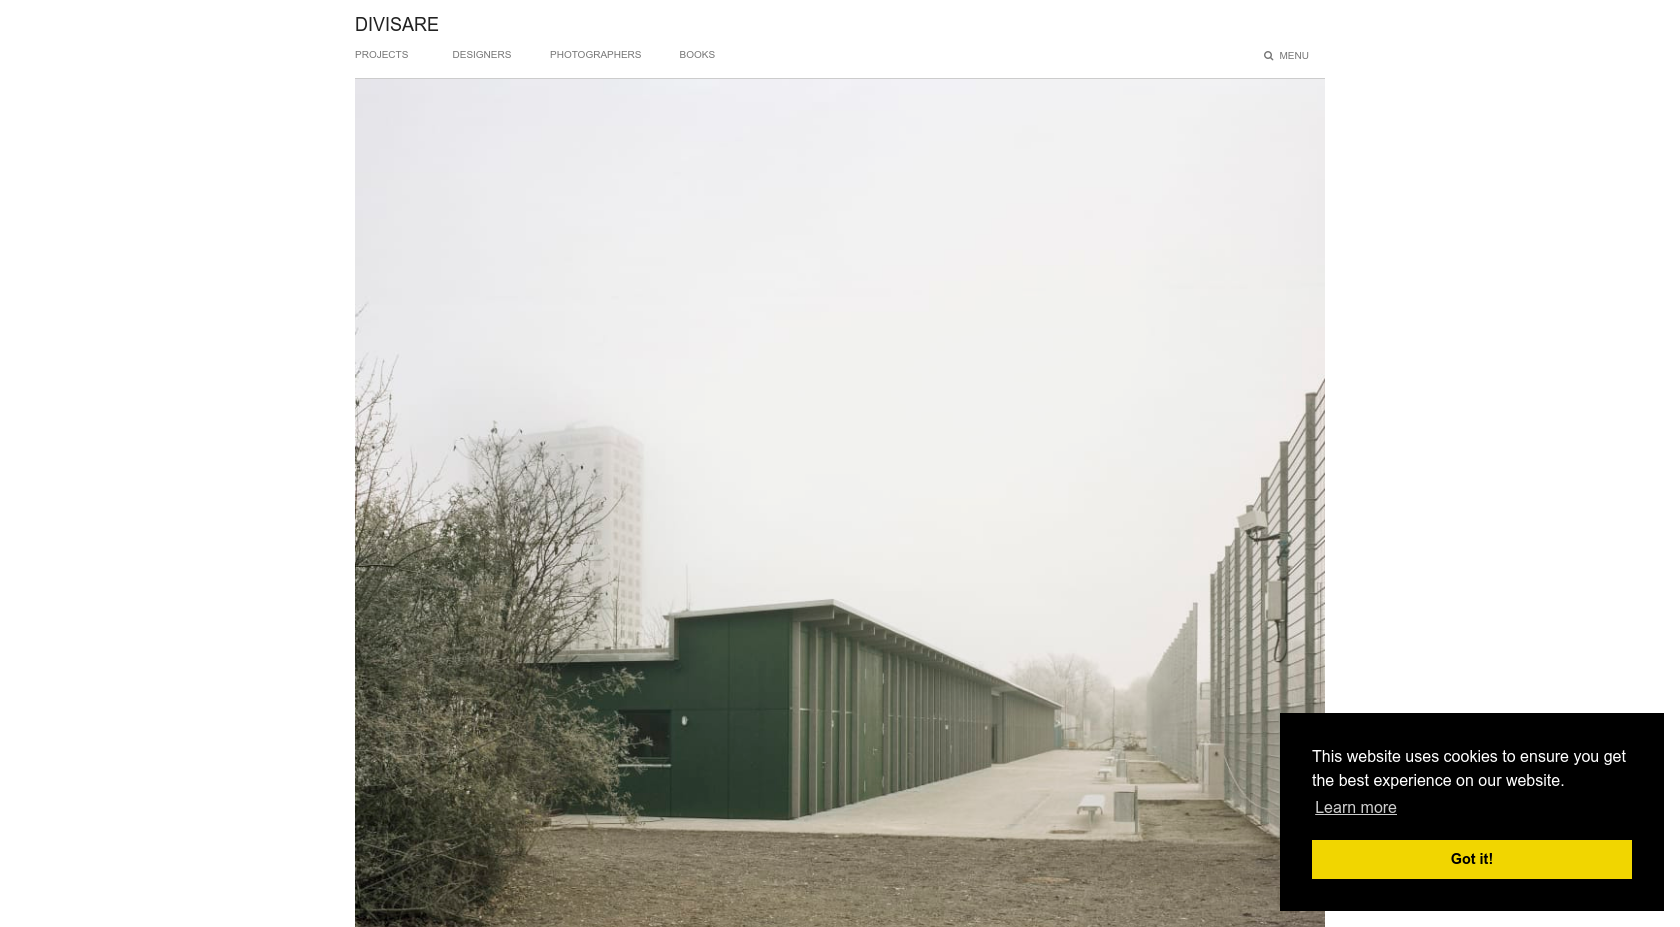 DIVISARE
PROJECTS DESIGNERS PHOTOGRAPHERS BOOKS MENU
This website uses cookies to ensure you get
the best experience on our website.
Learn more
Got it!